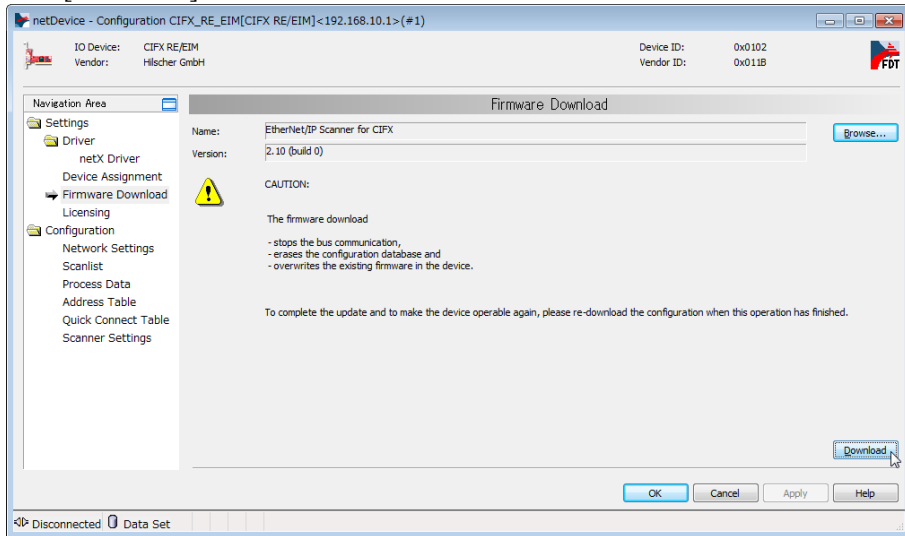 netDevice - Configuration CIFX_RE_EIM[CIFX RE/EIM]<192.168.10.1>(#1)
IO Device: CIFX RE/EIM Device ID: 0x0102
Vendor: Hilscher GmbH Vendor ID: 0x011B
FDT
Navigation Area
Firmware Download
Settings
Driver
netX Driver
Device Assignment
Firmware Download
Licensing
Configuration
Network Settings
Scanlist
Process Data
Address Table
Quick Connect Table
Scanner Settings
Name: EtherNet/IP Scanner for CIFX Browse...
Version: 2.10 (build 0)
CAUTION:
The firmware download
- stops the bus communication,
- erases the configuration database and
- overwrites the existing firmware in the device.
To complete the update and to make the device operable again, please re-download the configuration when this operation has finished.
Download
OK Cancel Apply Help
Disconnected Data Set